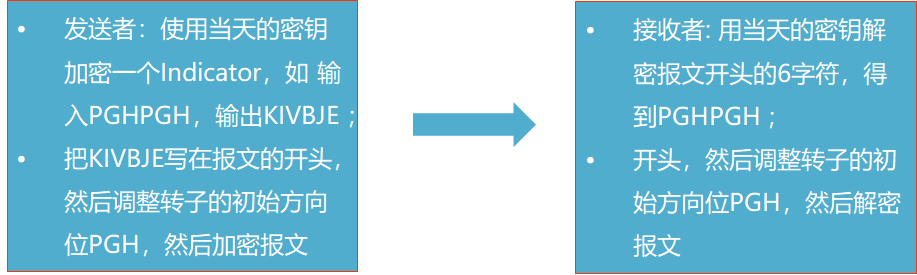 • 发送者：使用当天的密钥
加密一个Indicator，如 输
入PGHPGH，输出KIVBJE；
• 把KIVBJE写在报文的开头，
然后调整转子的初始方向
位PGH，然后加密报文
• 接收者: 用当天的密钥解
密报文开头的6字符，得
到PGHPGH；
• 开头，然后调整转子的初
始方向位PGH，然后解密
报文